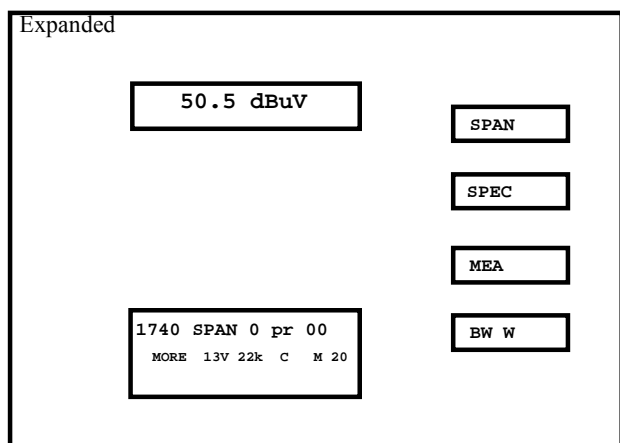 Expanded
50.5 dBuV
SPAN
SPEC
MEA
1740 SPAN 0 pr 00
BW W
MORE 13V 22k C M 20